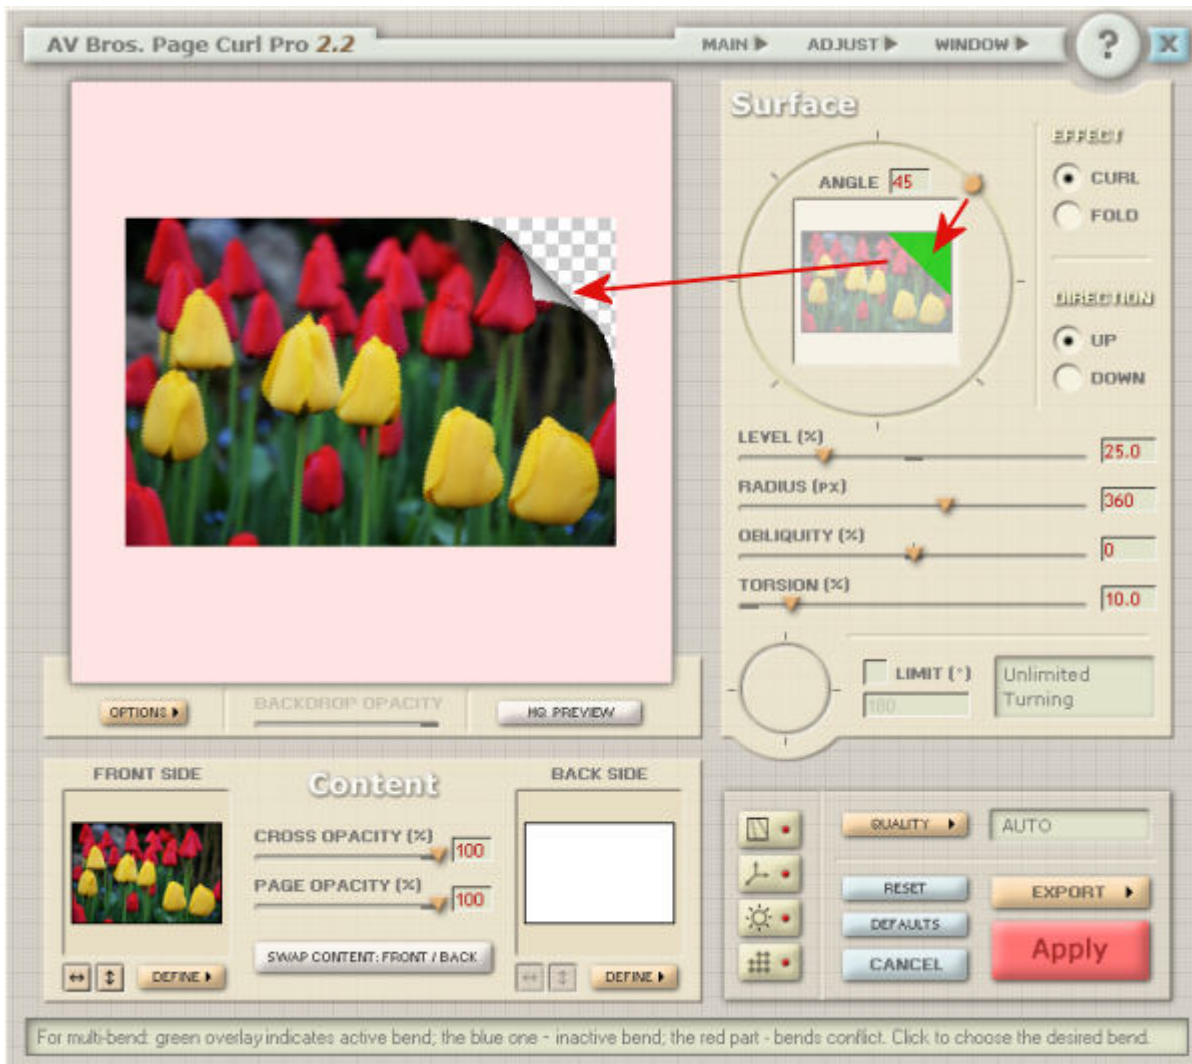 AV Bros. Page Curl Pro 2.2
MAIN
ADJUST
WINDOW
?
X
Surface
EFFECT
ANGLE 45
CURL
FOLD
DIRECTION
UP
DOWN
LEVEL (%)
25.0
RADIUS (PX)
360
OBLIQUITY (%)
0
TORSION (%)
10.0
LIMIT (°)
180
Unlimited
Turning
OPTIONS
BACKDROP OPACITY
HQ PREVIEW
FRONT SIDE
Content
BACK SIDE
CROSS OPACITY (%)
100
PAGE OPACITY (%)
100
SWAP CONTENT: FRONT / BACK
DEFINE
DEFINE
QUALITY
AUTO
RESET
EXPORT
DEFAULTS
Apply
CANCEL
For multi-bend: green overlay indicates active bend; the blue one - inactive bend; the red part - bends conflict. Click to choose the desired bend.